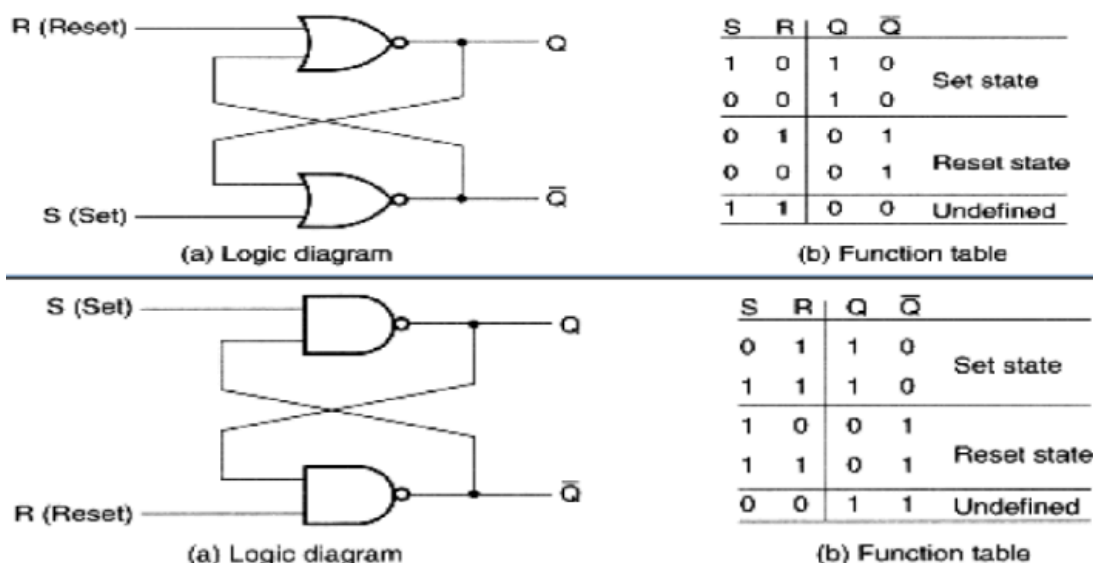 R (Reset)
Q
Q̅
S (Set)
(a) Logic diagram
S R Q Q̅
1 0 1 0
Set state
0 0 1 0
0 1 0 1
Reset state
0 0 0 1
1 1 0 0 Undefined
(b) Function table
S (Set)
Q
Q̅
R (Reset)
(a) Logic diagram
S R Q Q̅
0 1 1 0
Set state
1 1 1 0
1 0 0 1
Reset state
1 1 0 1
0 0 1 1 Undefined
(b) Function table